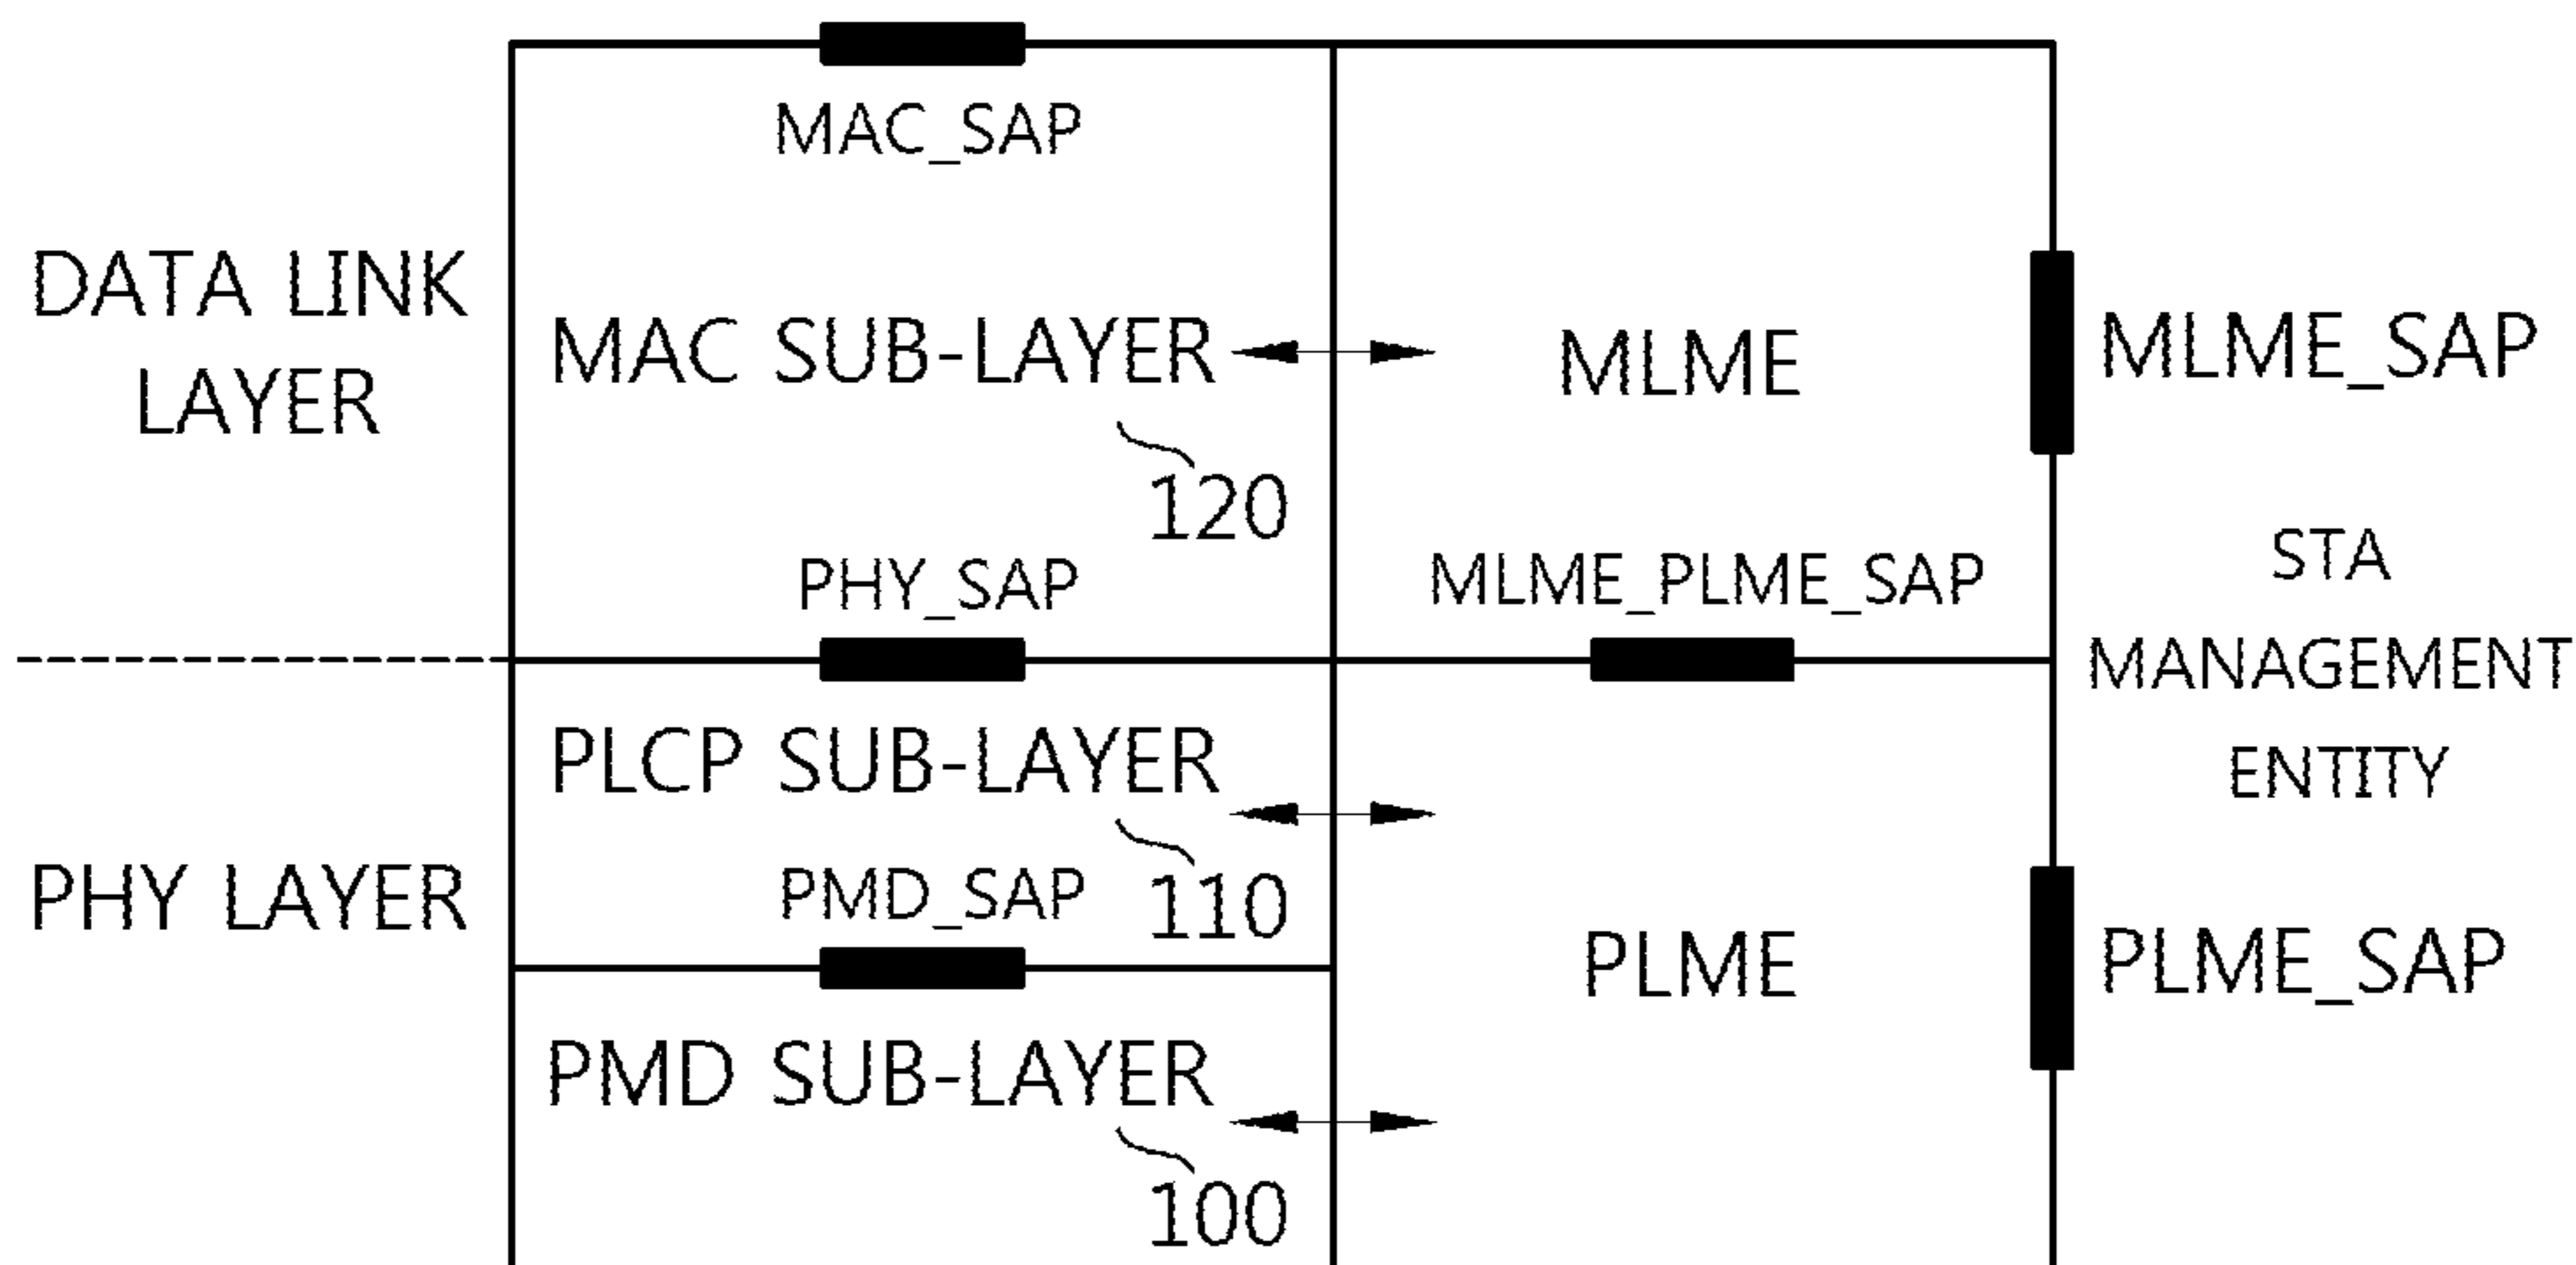 MAC_SAP
DATA LINK
LAYER
MAC SUB-LAYER
MLME
MLME_SAP
120
PHY_SAP
MLME_PLME_SAP
STA
MANAGEMENT
ENTITY
PLCP SUB-LAYER
110
PHY LAYER
PMD_SAP
PLME
PLME_SAP
PMD SUB-LAYER
100